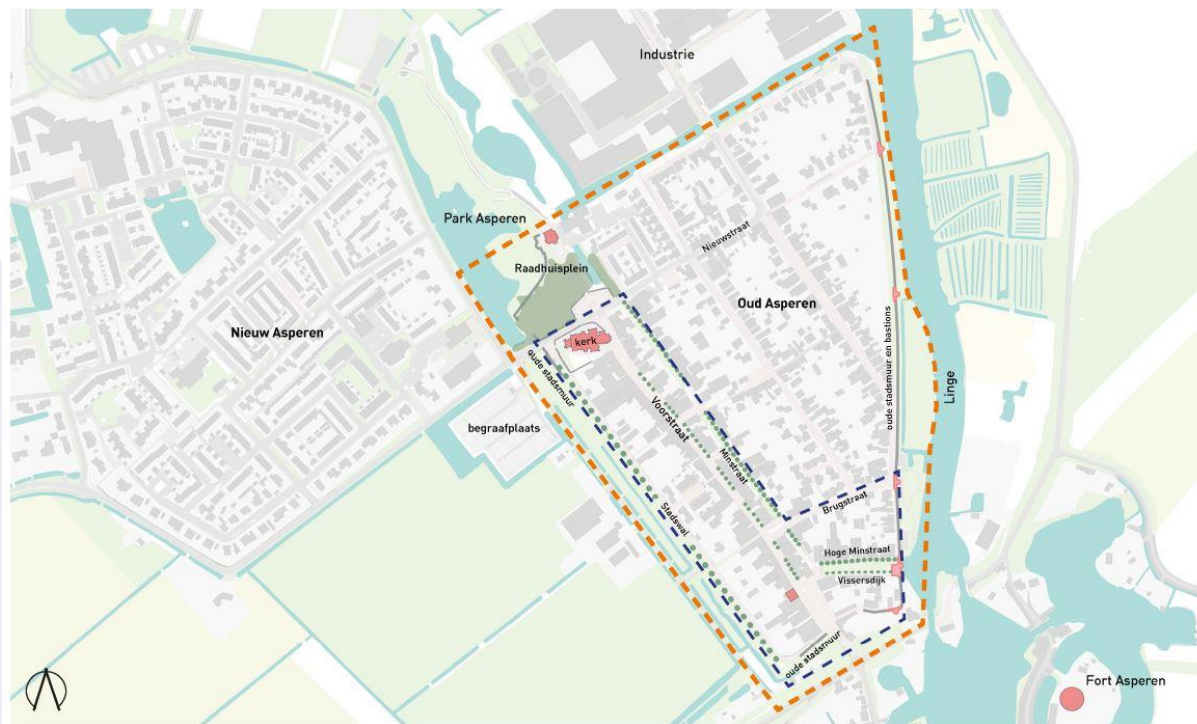 Industrie
Park Asperen
Raadhuisplein
Nieuwstraat
Oud Asperen
Nieuw Asperen
kerk
oude stadsmuur
oude stadsmuur en bastions
Linge
Voorstraat
begraafplaats
Minstraat
Stadswal
Brugstraat
Hoge Minstraat
Vissersdijk
oude stadsmuur
Fort Asperen